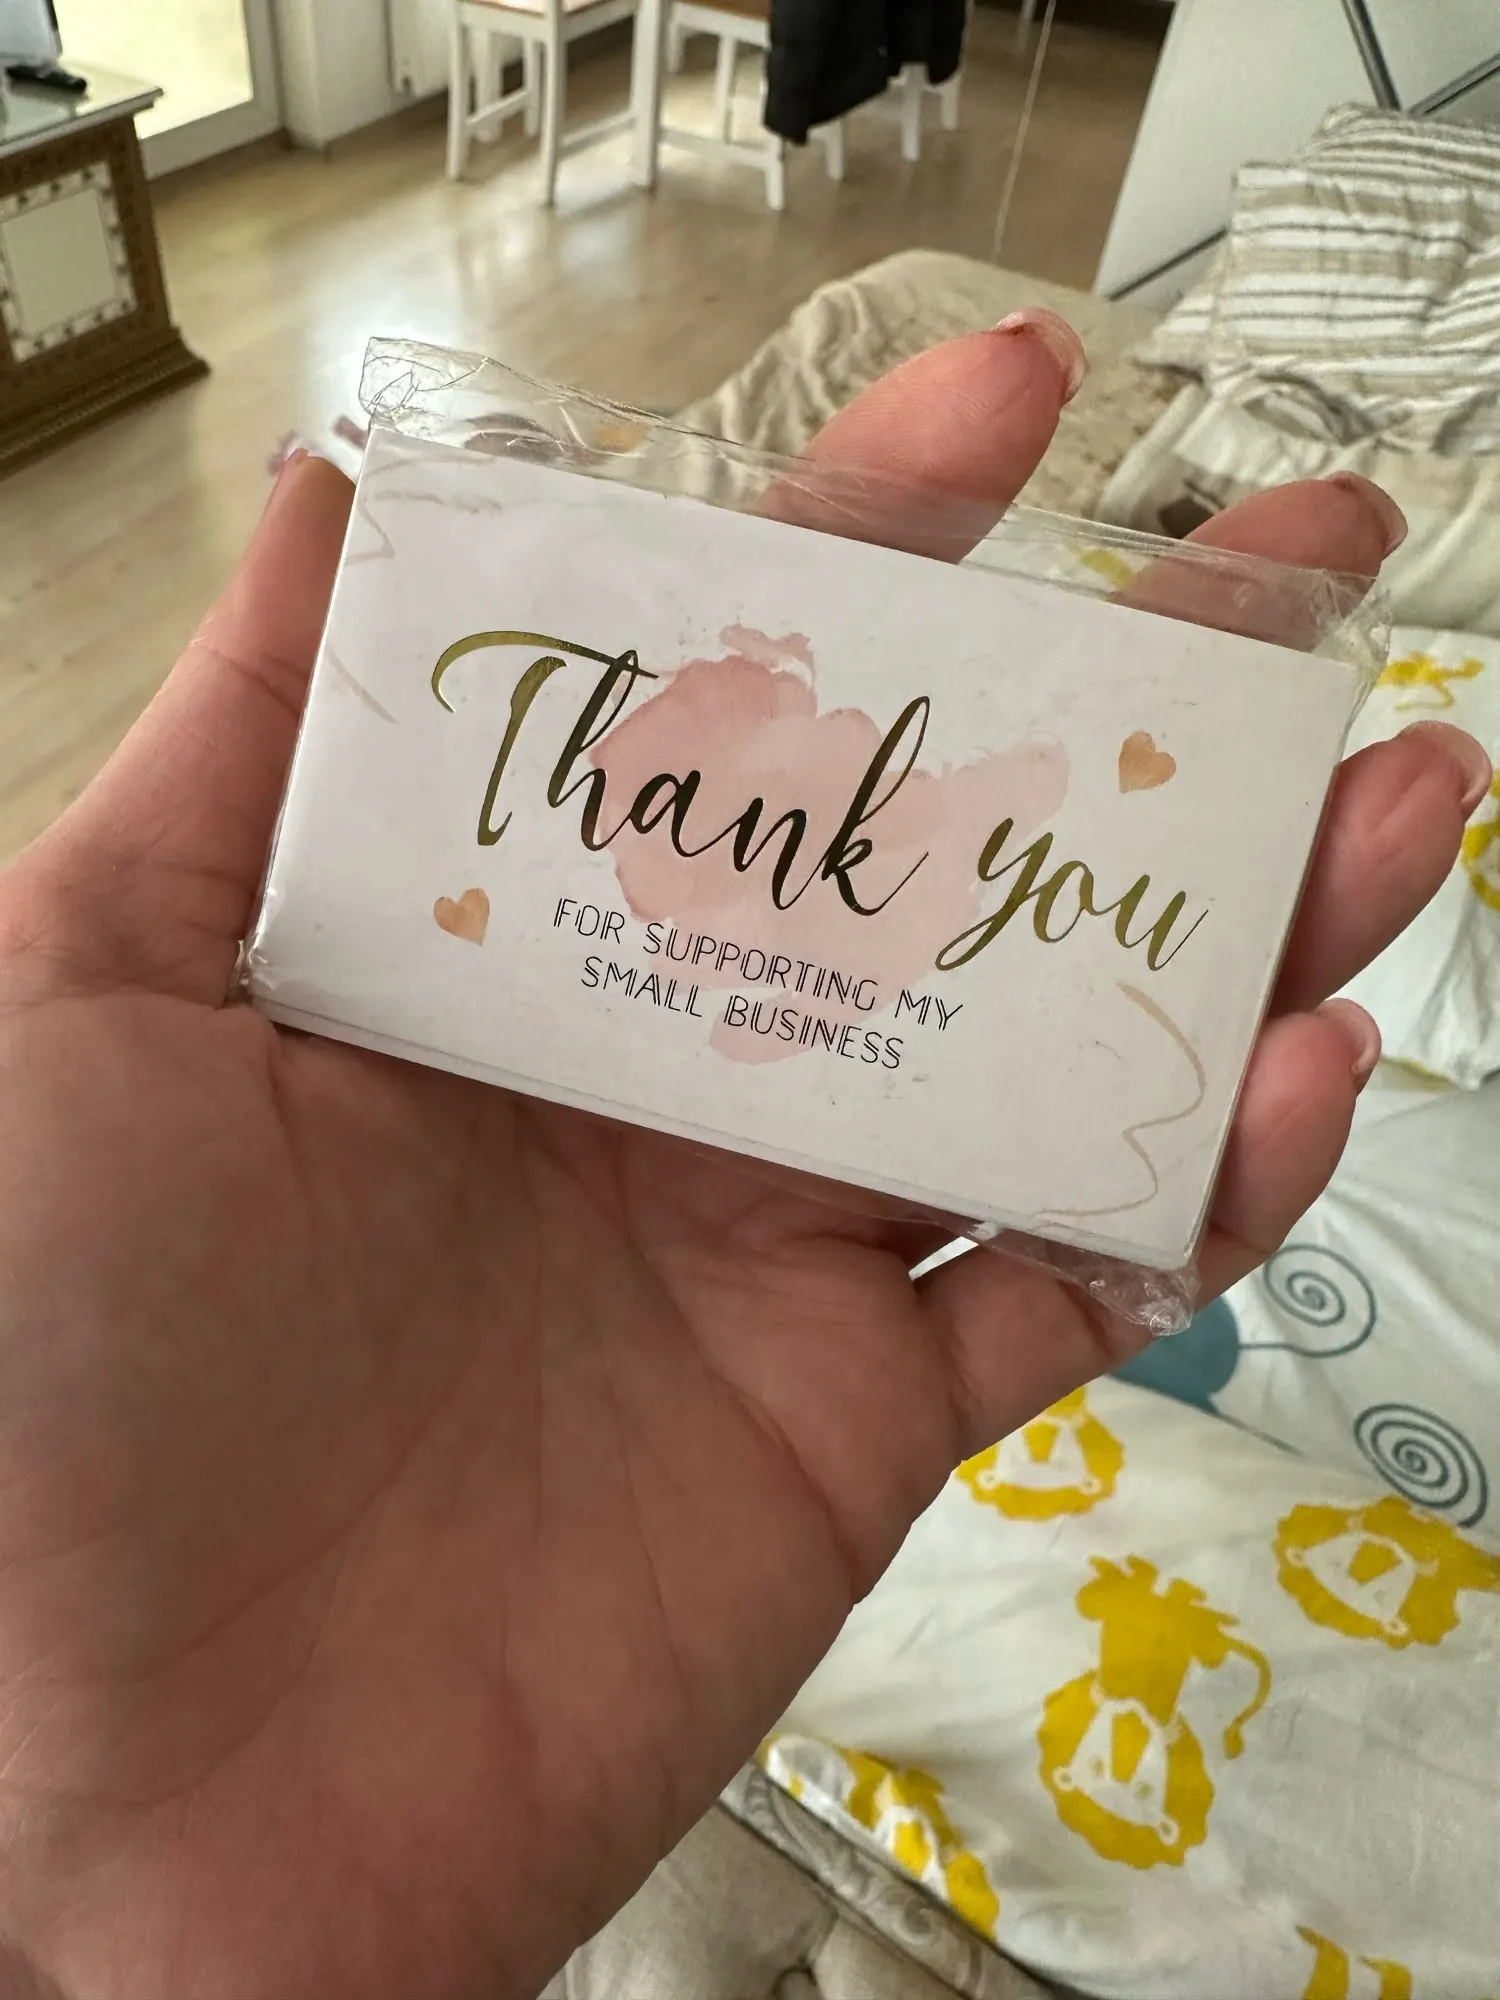 Thank you
FOR SUPPORTING MY
SMALL BUSINESS